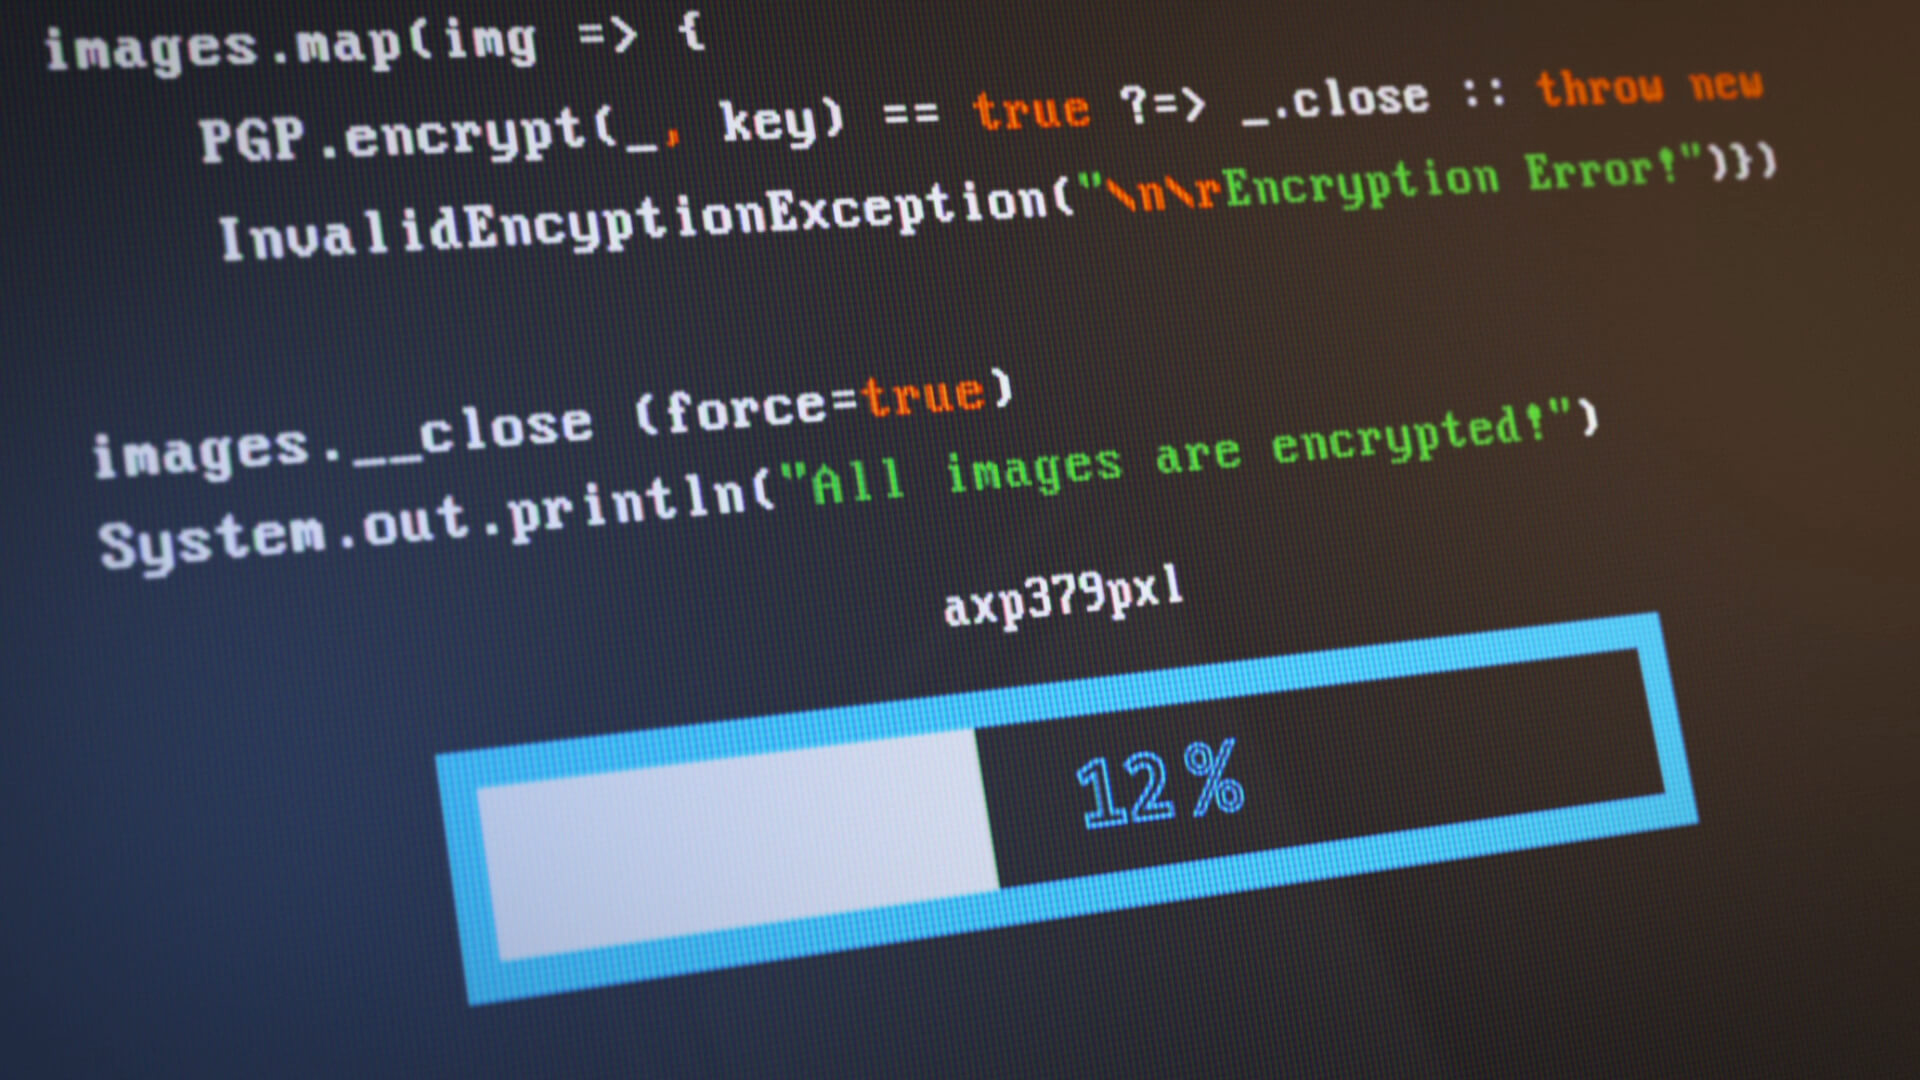 images.map(img => {
PGP.encrypt(_, key) == true ?=> _.close :: throw new
InvalidEncyptionException("\n\rEncryption Error!")})
images.__close (force=true)
System.out.println("All images are encrypted!")
axp379pxl
12%